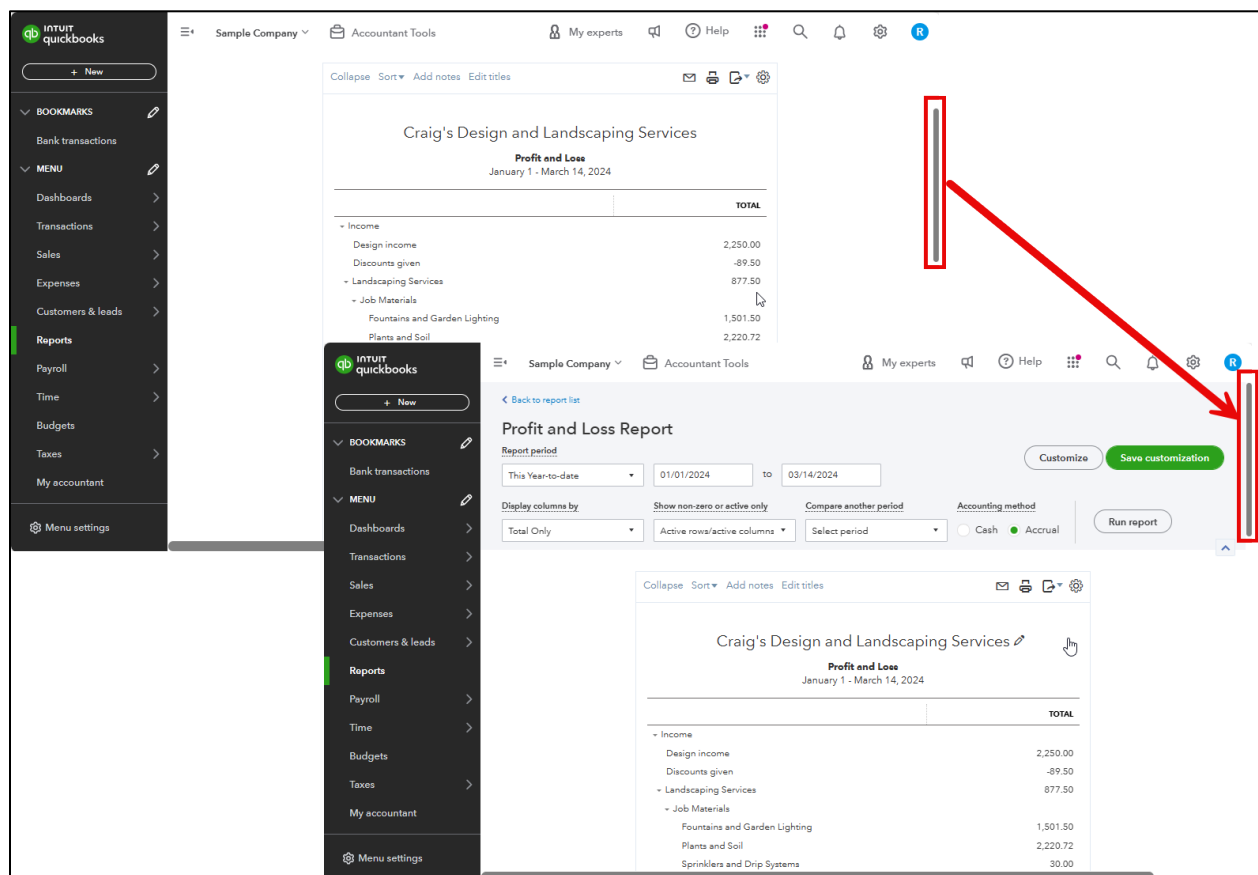 INTUIT
quickbooks
Sample Company
Accountant Tools
My experts
Help
R
+ New
BOOKMARKS
Bank transactions
MENU
Dashboards
Transactions
Sales
Expenses
Customers & leads
Reports
Payroll
Time
Budgets
Taxes
My accountant
Menu settings
Collapse Sort Add notes Edit titles
Craig's Design and Landscaping Services
Profit and Loss
January 1 - March 14, 2024
TOTAL
Income
Design income 2,250.00
Discounts given -89.50
Landscaping Services 877.50
Job Materials
Fountains and Garden Lighting 1,501.50
Plants and Soil 2,220.72
INTUIT
quickbooks
Sample Company
Accountant Tools
My experts
Help
R
+ New
BOOKMARKS
Bank transactions
MENU
Dashboards
Transactions
Sales
Expenses
Customers & leads
Reports
Payroll
Time
Budgets
Taxes
My accountant
Menu settings
Back to report list
Profit and Loss Report
Report period
This Year-to-date 01/01/2024 to 03/14/2024
Customize Save customization
Display columns by Show non-zero or active only Compare another period Accounting method
Total Only Active rows/active columns Select period Cash Accrual Run report
Collapse Sort Add notes Edit titles
Craig's Design and Landscaping Services
Profit and Loss
January 1 - March 14, 2024
TOTAL
Income
Design income 2,250.00
Discounts given -89.50
Landscaping Services 877.50
Job Materials
Fountains and Garden Lighting 1,501.50
Plants and Soil 2,220.72
Sprinklers and Drip Systems 30.00